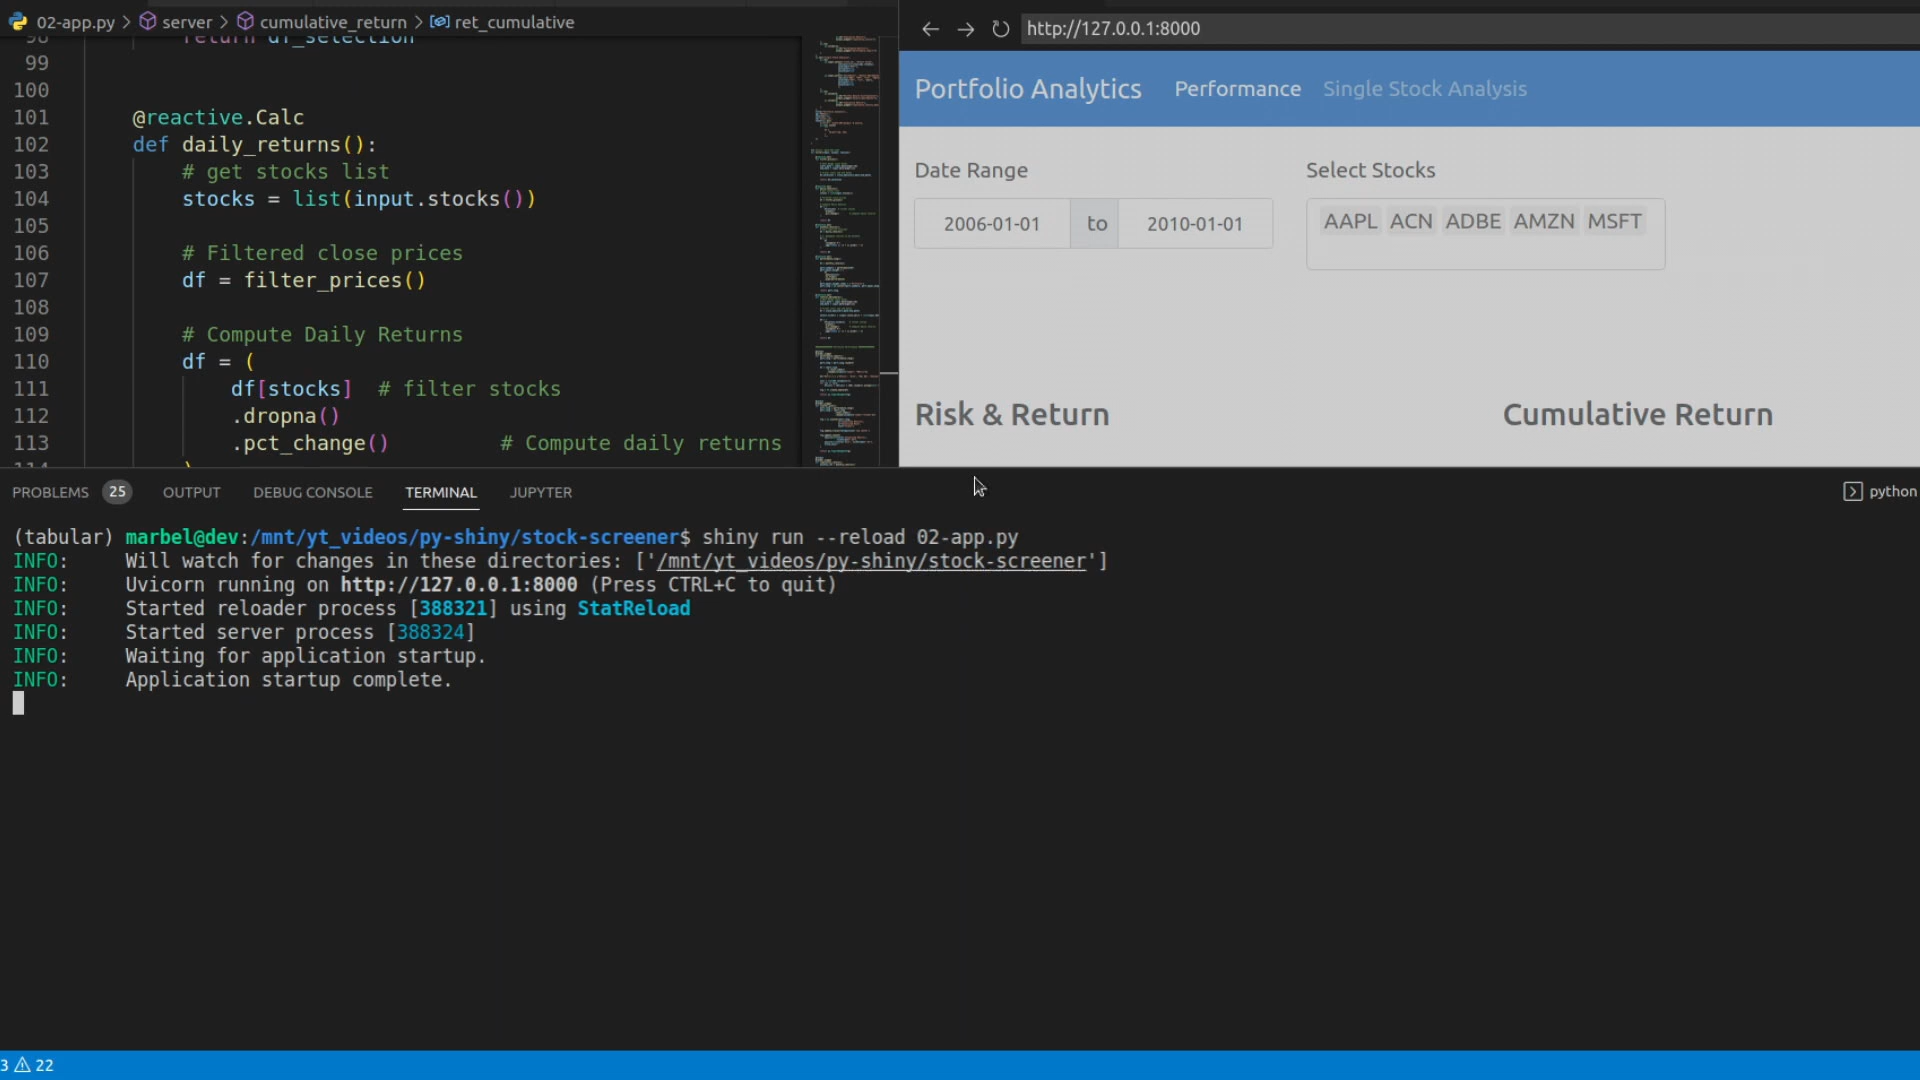 02-app.py > server > cumulative_return > ret_cumulative
98 return df_selection
99
100
101 @reactive.Calc
102 def daily_returns():
103 # get stocks list
104 stocks = list(input.stocks())
105
106 # Filtered close prices
107 df = filter_prices()
108
109 # Compute Daily Returns
110 df = (
111 df[stocks] # filter stocks
112 .dropna()
113 .pct_change() # Compute daily returns
114 )
http://127.0.0.1:8000
Portfolio Analytics Performance Single Stock Analysis
Date Range Select Stocks
2006-01-01 to 2010-01-01 AAPL ACN ADBE AMZN MSFT
Risk & Return Cumulative Return
PROBLEMS 25 OUTPUT DEBUG CONSOLE TERMINAL JUPYTER python
(tabular) marbel@dev:/mnt/yt_videos/py-shiny/stock-screener$ shiny run --reload 02-app.py
INFO: Will watch for changes in these directories: ['/mnt/yt_videos/py-shiny/stock-screener']
INFO: Uvicorn running on http://127.0.0.1:8000 (Press CTRL+C to quit)
INFO: Started reloader process [388321] using StatReload
INFO: Started server process [388324]
INFO: Waiting for application startup.
INFO: Application startup complete.
3 22